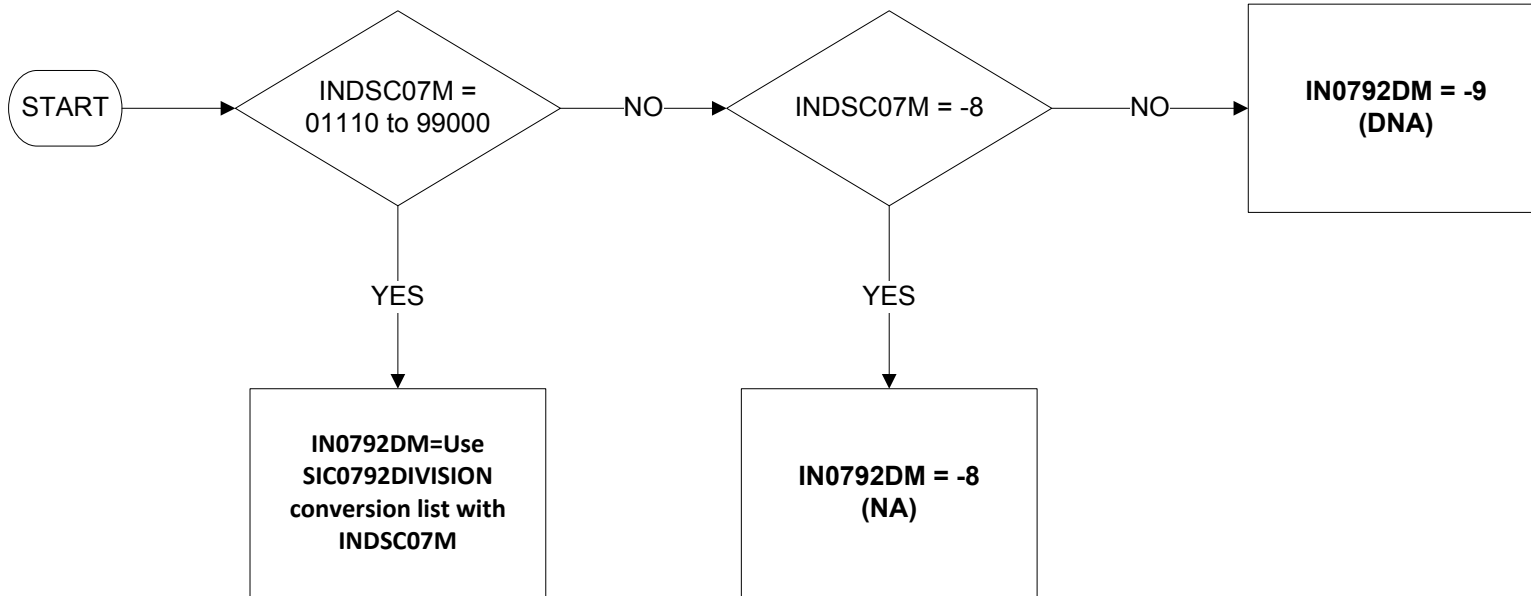 START
INDSC07M =
01110 to 99000
NO
INDSC07M = -8
NO
IN0792DM = -9
(DNA)
YES
YES
IN0792DM=Use
SIC0792DIVISION
conversion list with
INDSC07M
IN0792DM = -8
(NA)